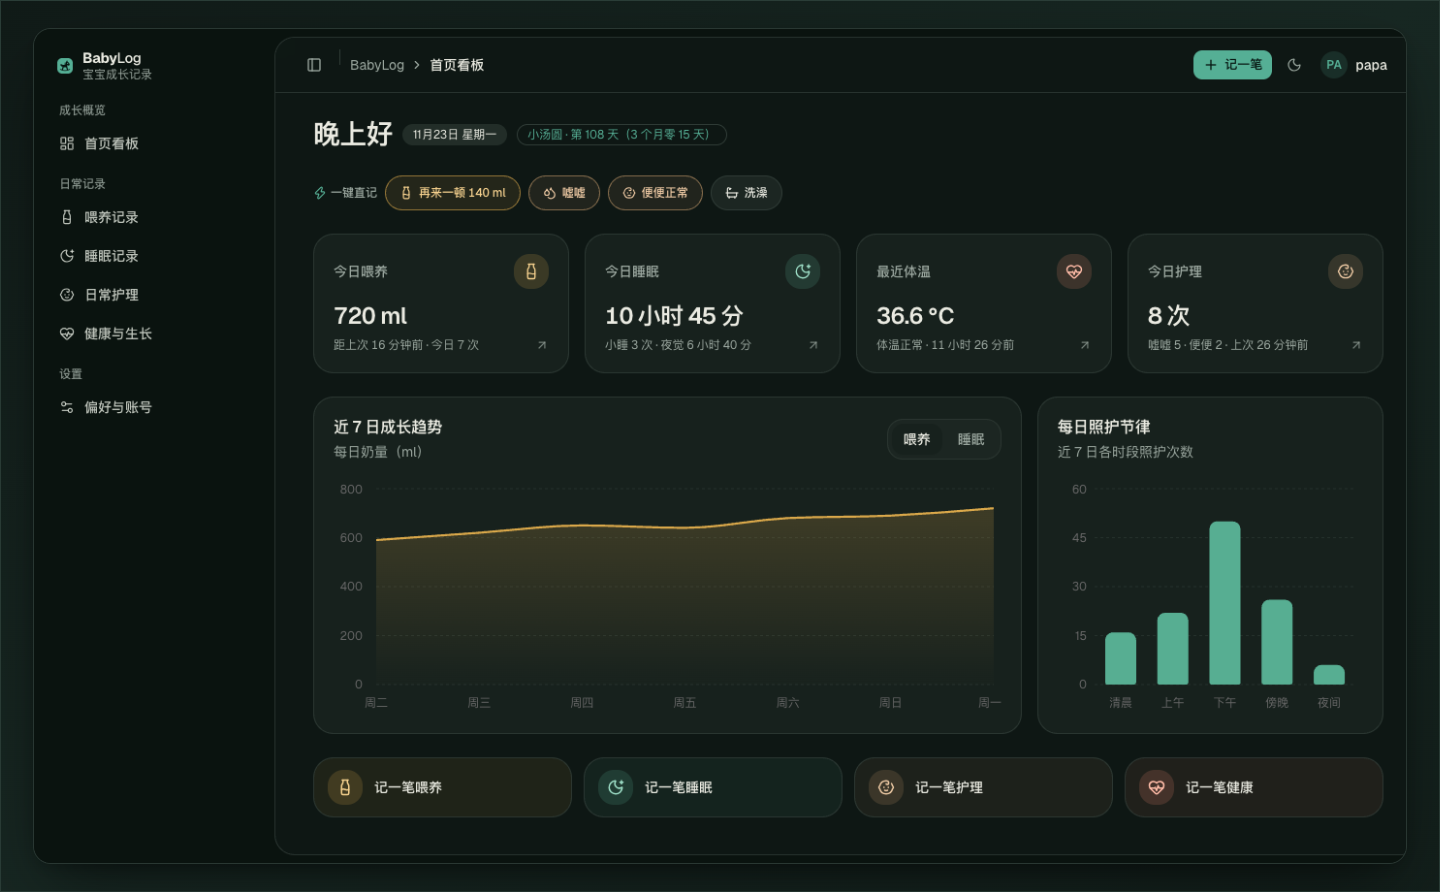 BabyLog
宝宝成长记录
成长概览
首页看板
日常记录
喂养记录
睡眠记录
日常护理
健康与生长
设置
偏好与账号
BabyLog
首页看板
记一笔
PA
papa
晚上好
11月23日 星期一
小汤圆 · 第 108 天（3 个月零 15 天）
一键直记
再来一顿 140 ml
嘘嘘
便便正常
洗澡
今日喂养
720 ml
距上次 16 分钟前 · 今日 7 次
今日睡眠
10 小时 45 分
小睡 3 次 · 夜觉 6 小时 40 分
最近体温
36.6 °C
体温正常 · 11 小时 26 分前
今日护理
8 次
嘘嘘 5 · 便便 2 · 上次 26 分钟前
近 7 日成长趋势
每日奶量（ml）
喂养
睡眠
800
600
400
200
0
周二
周三
周四
周五
周六
周日
周一
每日照护节律
近 7 日各时段照护次数
60
45
30
15
0
清晨
上午
下午
傍晚
夜间
记一笔喂养
记一笔睡眠
记一笔护理
记一笔健康